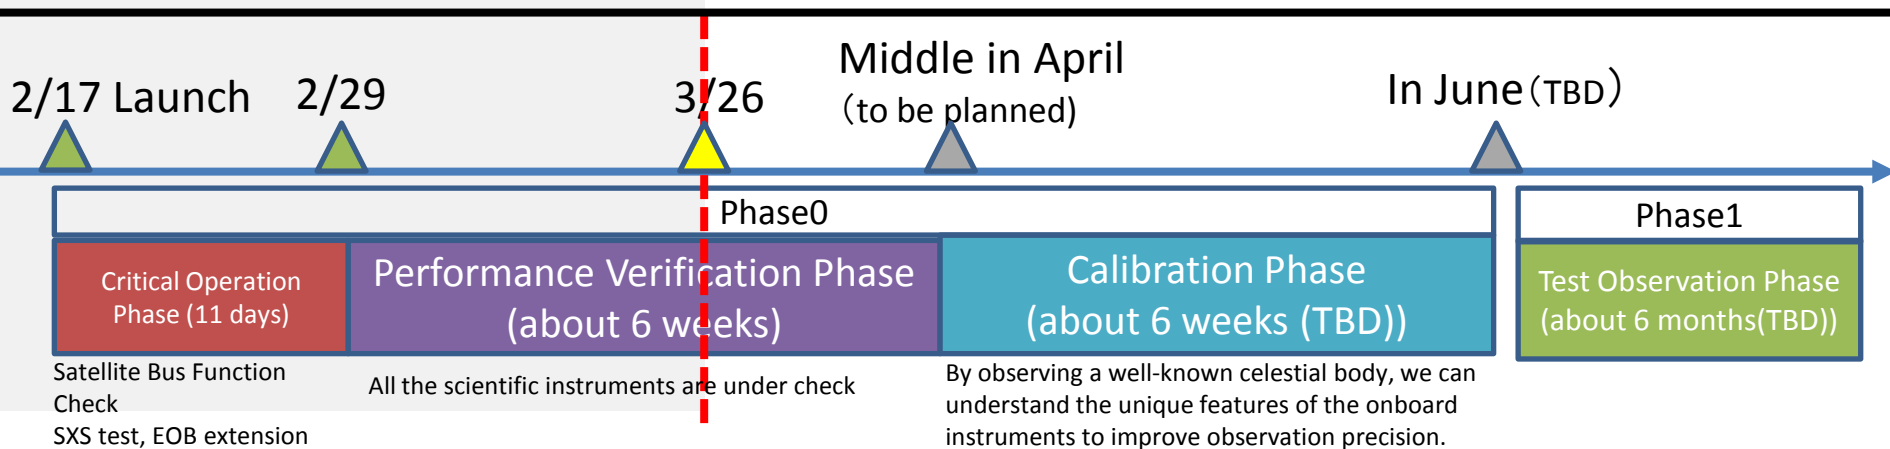 2/17 Launch
2/29
3/26
Middle in April
（to be planned)
In June（TBD）
Phase0
Phase1
Critical Operation
Phase (11 days)
Performance Verification Phase
(about 6 weeks)
Calibration Phase
(about 6 weeks (TBD))
Test Observation Phase
(about 6 months(TBD))
Satellite Bus Function
Check
SXS test, EOB extension
All the scientific instruments are under check
By observing a well-known celestial body, we can
understand the unique features of the onboard
instruments to improve observation precision.